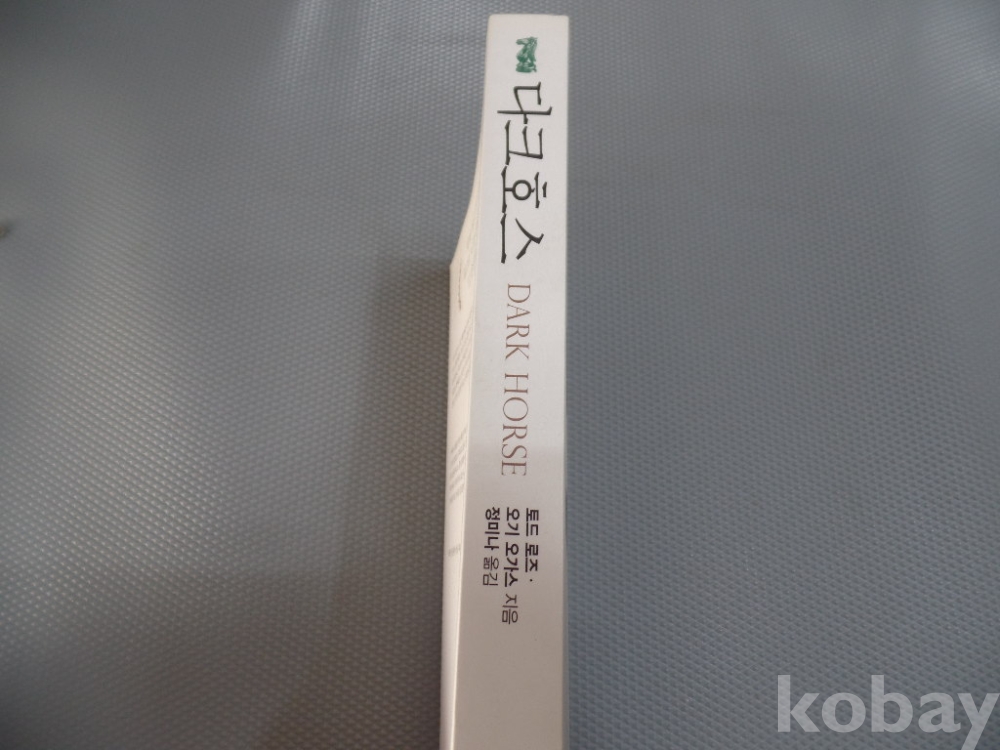 다크호스
DARK HORSE
토드 로즈 ·
오기 오가스 지음
정미나 옮김
kobay